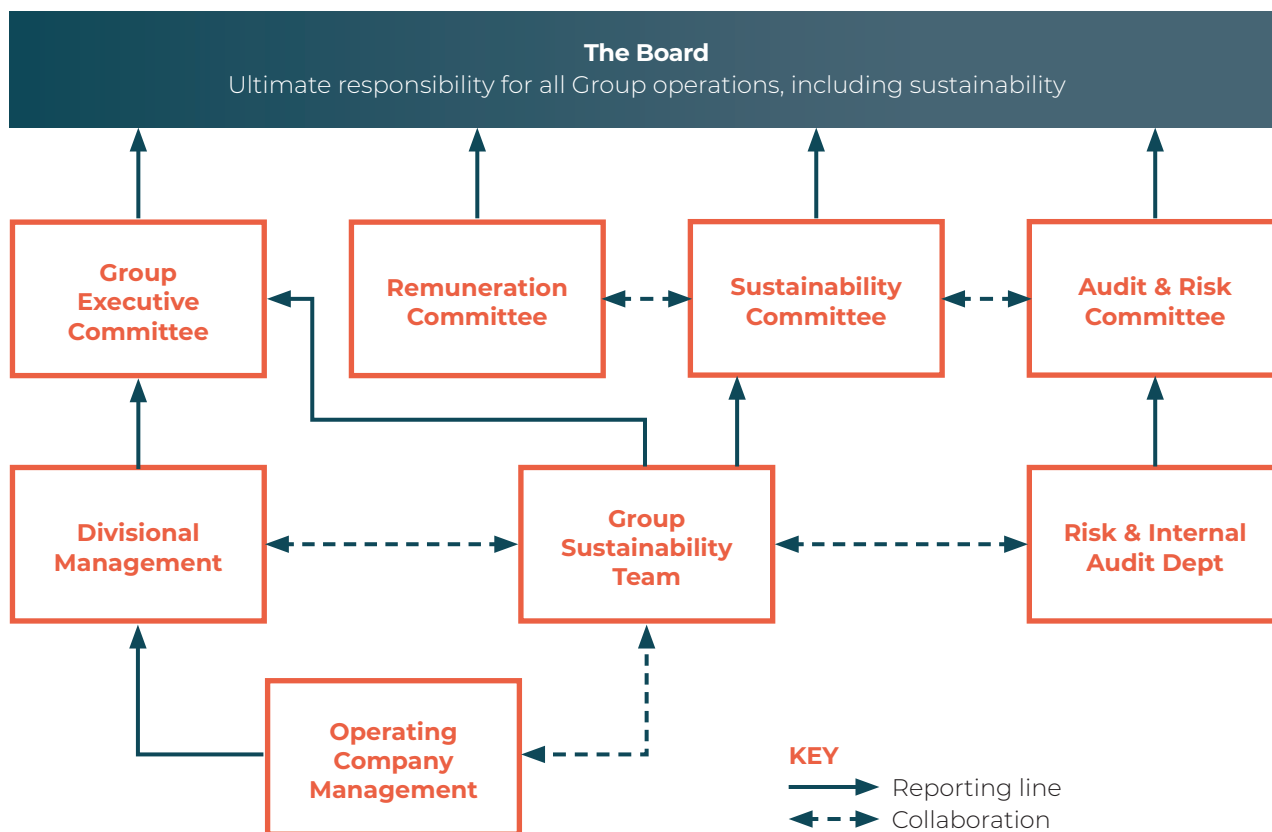 The Board
Ultimate responsibility for all Group operations, including sustainability
Group
Executive
Committee
Remuneration
Committee
Sustainability
Committee
Audit & Risk
Committee
Divisional
Management
Group
Sustainability
Team
Risk & Internal
Audit Dept
Operating
Company
Management
KEY
Reporting line
Collaboration